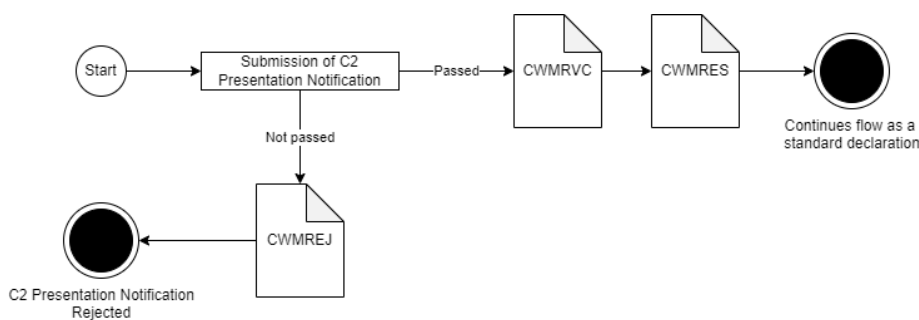 Start
Submission of C2
Presentation Notification
Passed
CWMRVC
CWMRES
Continues flow as a
standard declaration
Not passed
CWMREJ
C2 Presentation Notification
Rejected